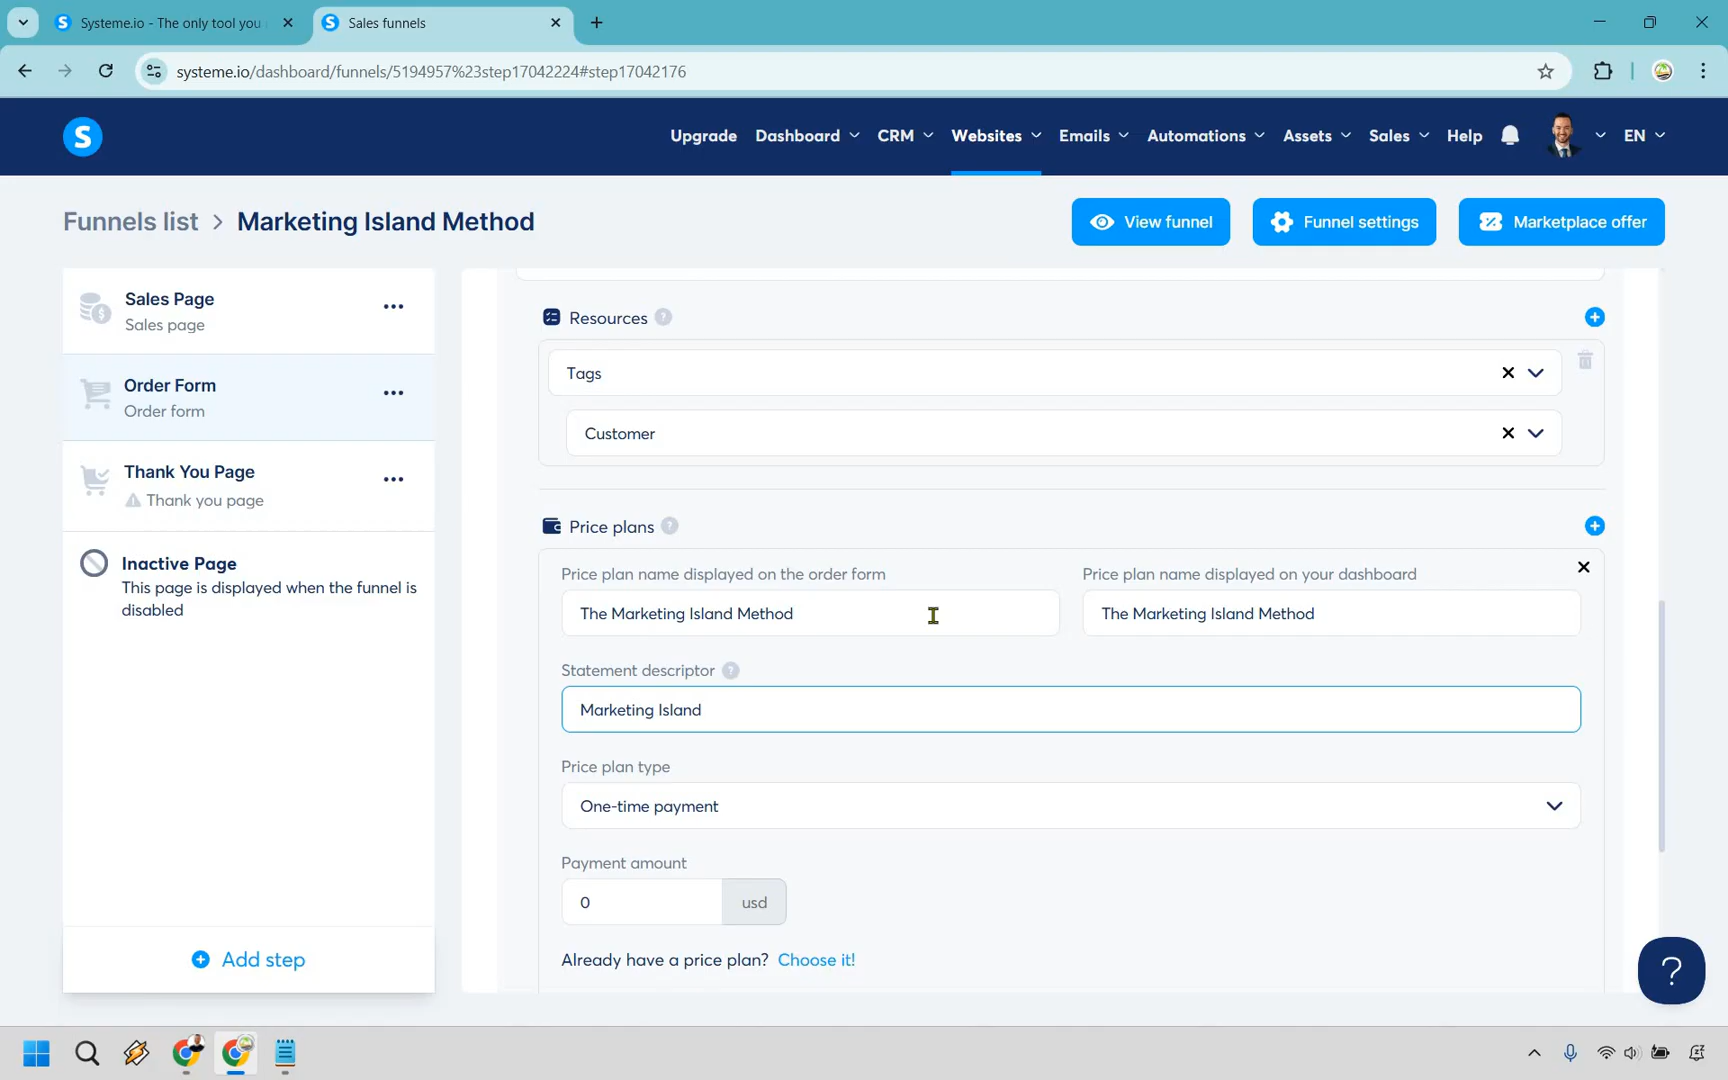 Systeme.io - The only tool you
Sales funnels
systeme.io/dashboard/funnels/5194957%23step17042224#step17042176
S
Upgrade
Dashboard
CRM
Websites
Emails
Automations
Assets
Sales
Help
EN
Funnels list > Marketing Island Method
View funnel
Funnel settings
Marketplace offer
Sales Page
Sales page
Order Form
Order form
Thank You Page
Thank you page
Inactive Page
This page is displayed when the funnel is
disabled
Add step
Resources ?
Tags
Customer
Price plans ?
Price plan name displayed on the order form
The Marketing Island Method
Price plan name displayed on your dashboard
The Marketing Island Method
Statement descriptor ?
Marketing Island
Price plan type
One-time payment
Payment amount
0 usd
Already have a price plan? Choose it!
?